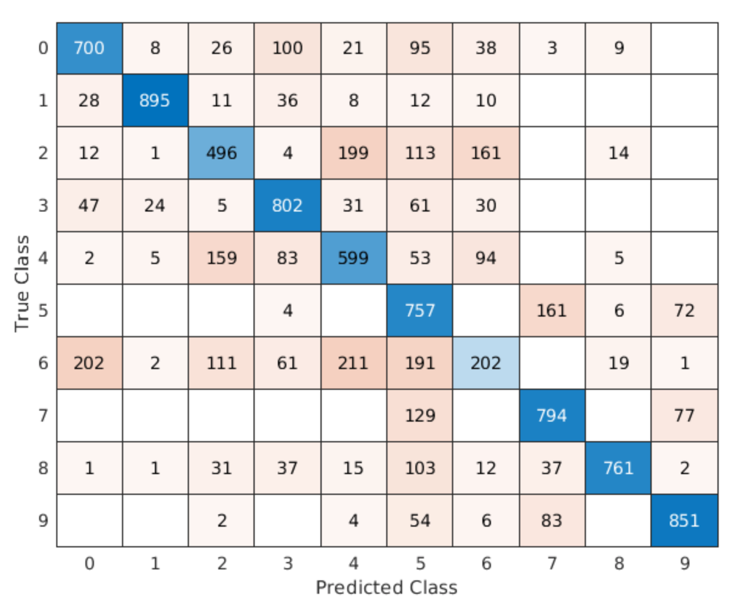 0 700 8 26 100 21 95 38 3 9
1 28 895 11 36 8 12 10
2 12 1 496 4 199 113 161 14
3 47 24 5 802 31 61 30
4 2 5 159 83 599 53 94 5
5 4 757 161 6 72
6 202 2 111 61 211 191 202 19 1
7 129 794 77
8 1 1 31 37 15 103 12 37 761 2
9 2 4 54 6 83 851
0 1 2 3 4 5 6 7 8 9
Predicted Class
True Class